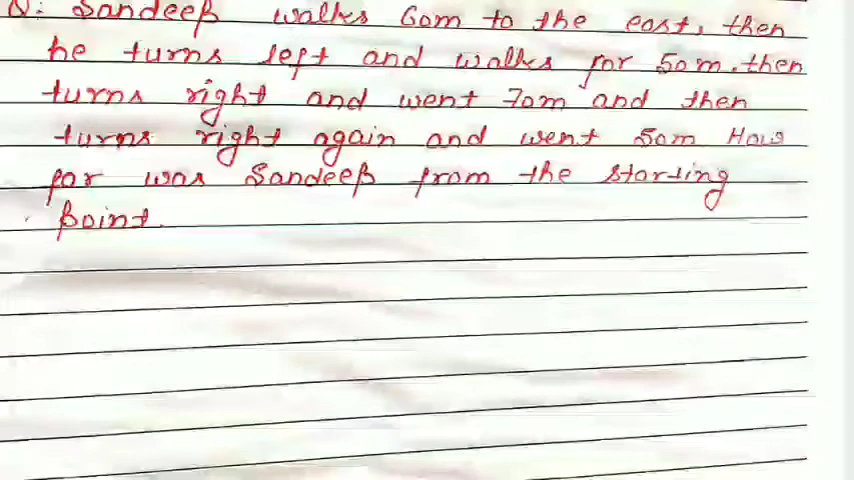 Q: Sandeep walks 60m to the east, then
he turns left and walks for 50m. then
turns right and went 70m and then
turns right again and went 50m How
far was Sandeep from the starting
point.